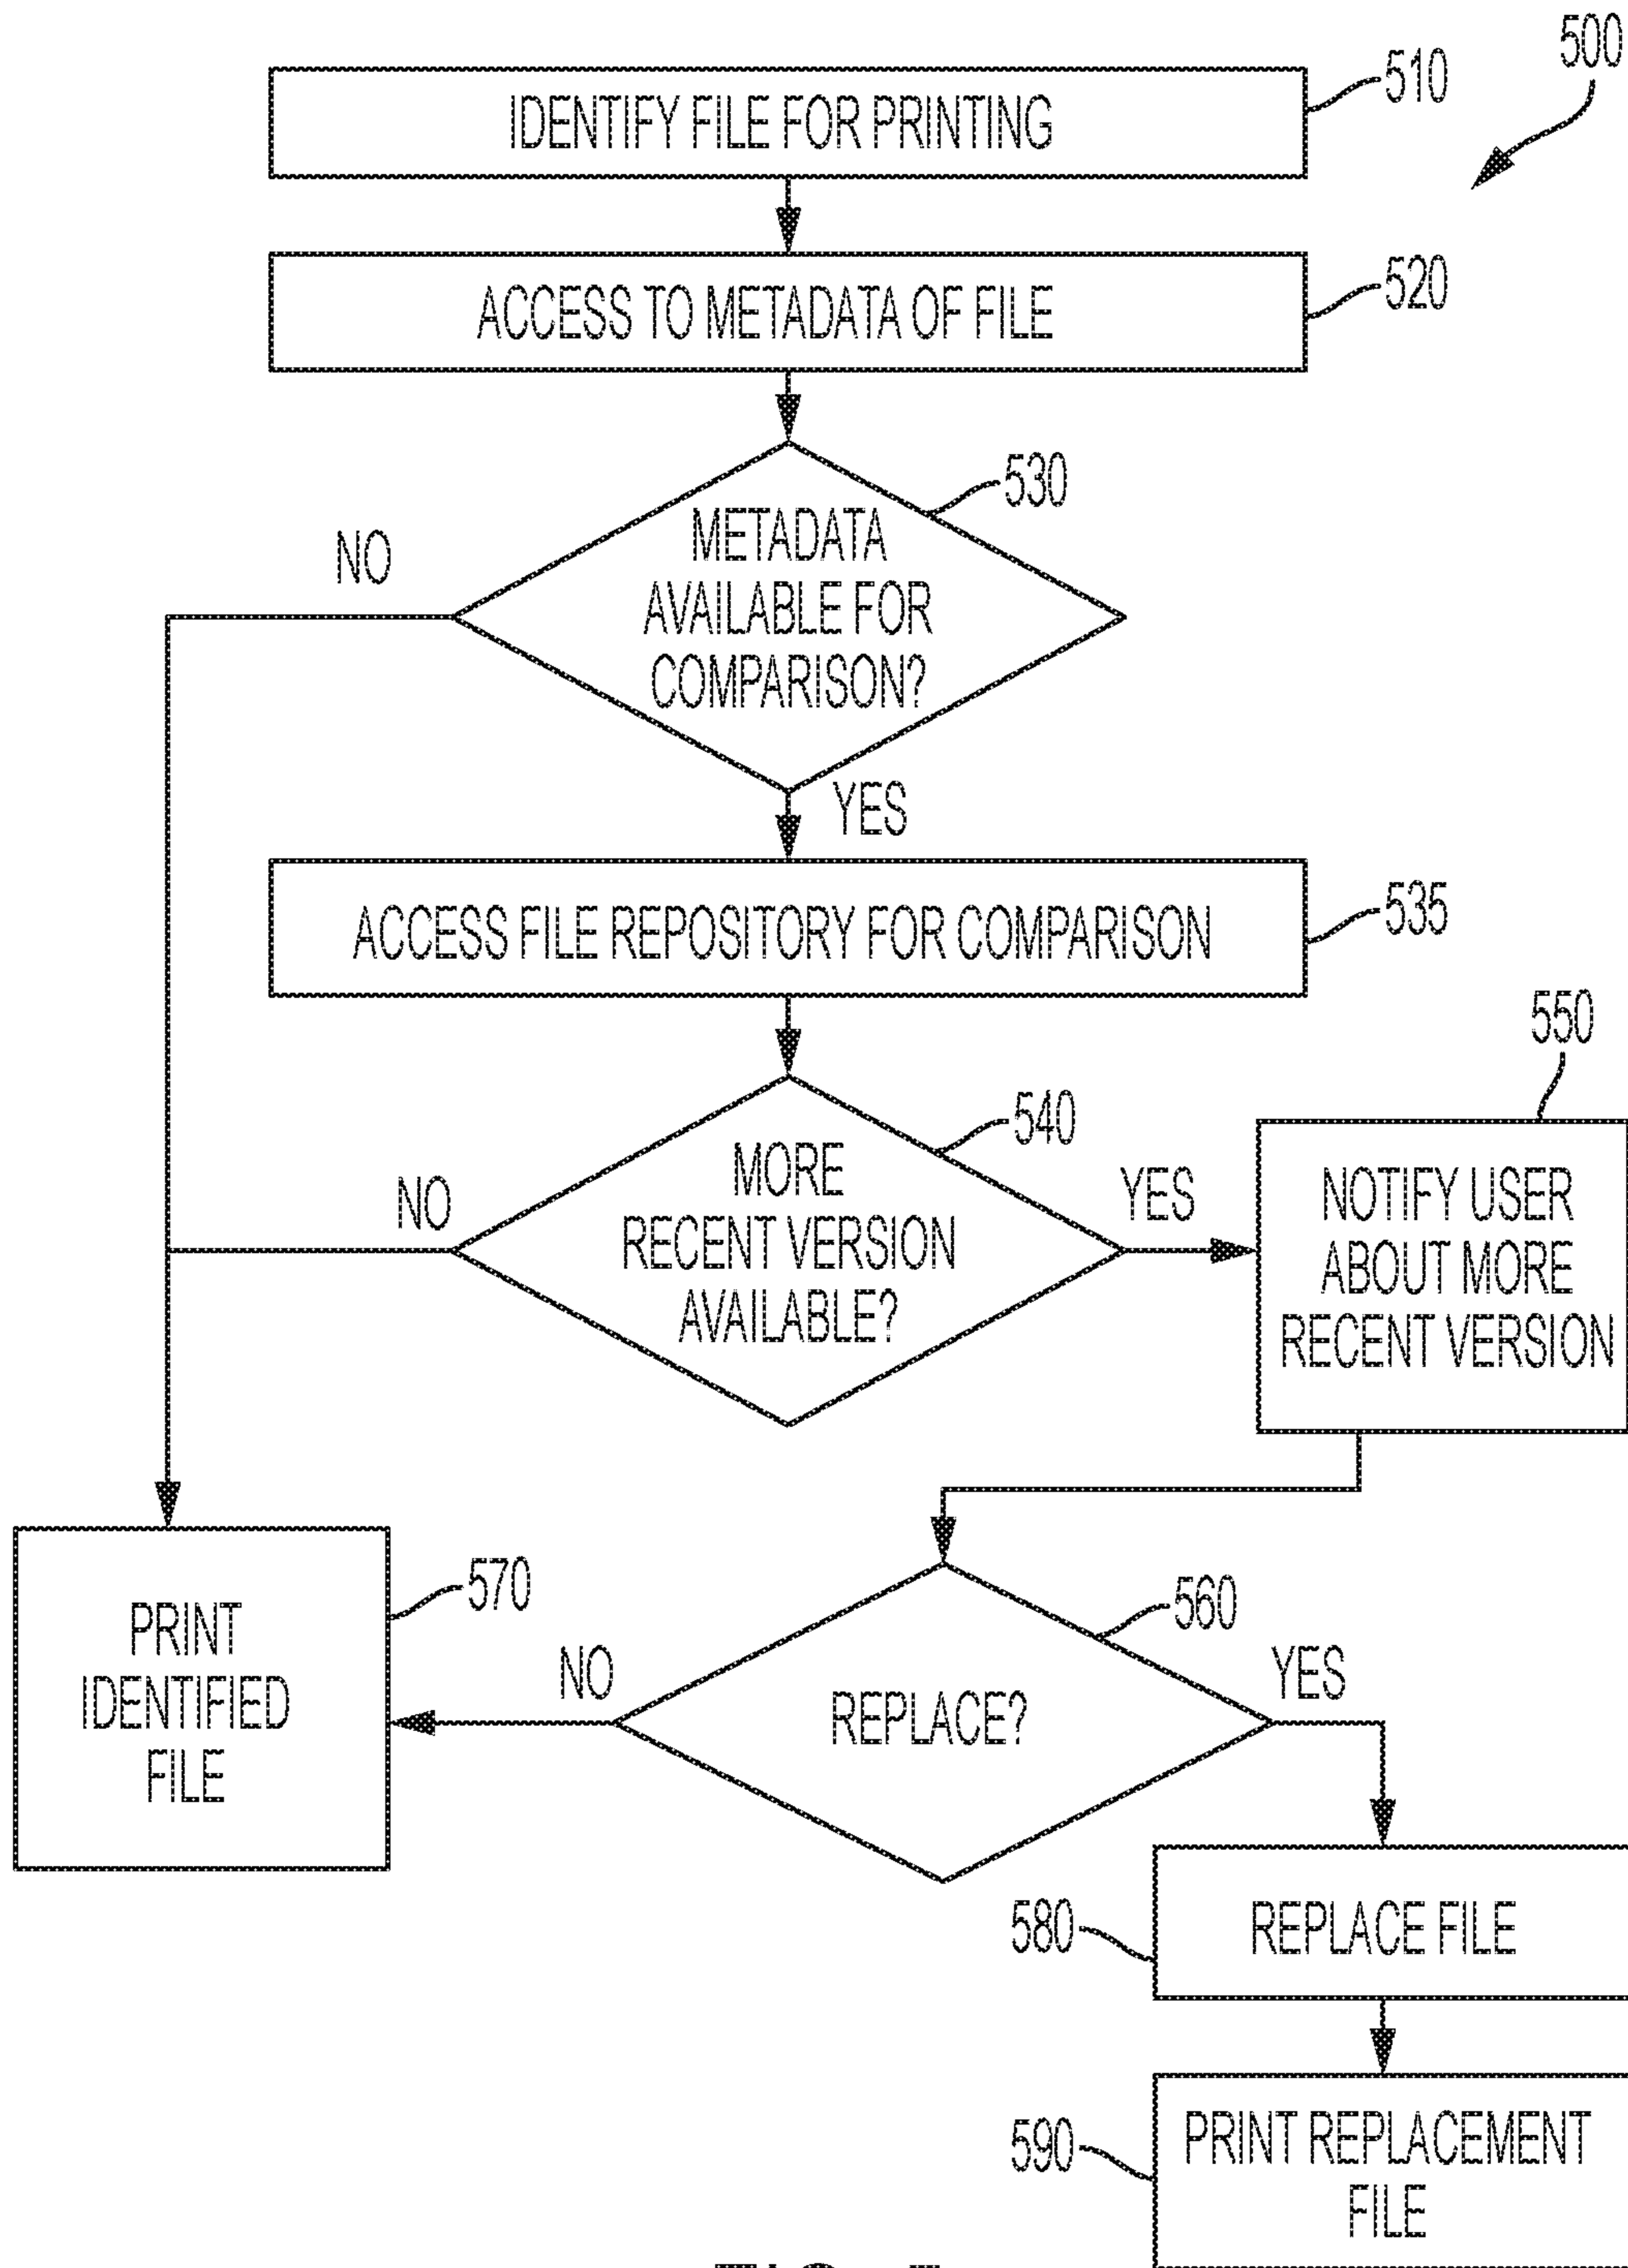 500
IDENTIFY FILE FOR PRINTING
510
ACCESS TO METADATA OF FILE
520
530
METADATA
AVAILABLE FOR
COMPARISON?
NO
YES
ACCESS FILE REPOSITORY FOR COMPARISON
535
540
MORE
RECENT VERSION
AVAILABLE?
NO
YES
550
NOTIFY USER
ABOUT MORE
RECENT VERSION
PRINT
IDENTIFIED
FILE
570
560
REPLACE?
NO
YES
580
REPLACE FILE
590
PRINT REPLACEMENT
FILE